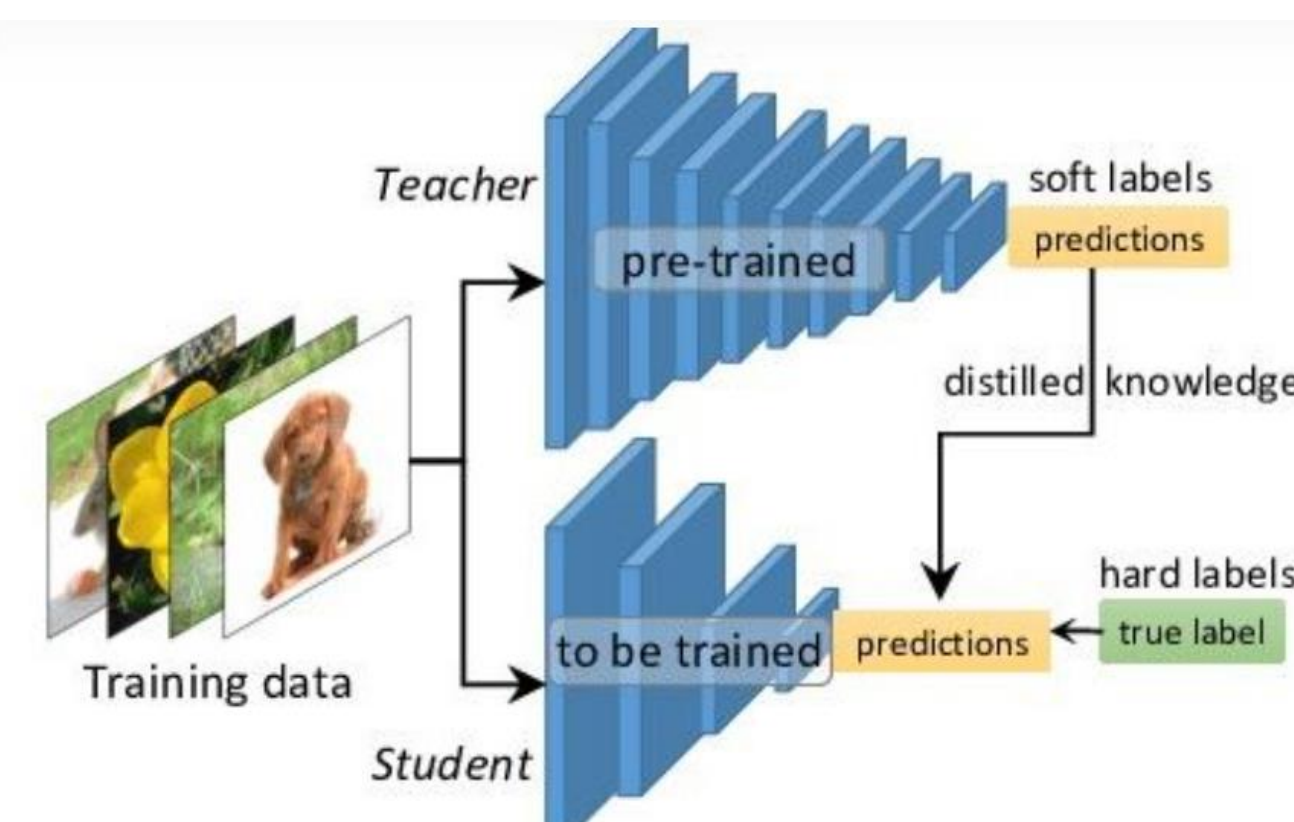 Teacher
pre-trained
soft labels
predictions
distilled knowledge
Training data
to be trained
predictions
hard labels
true label
Student